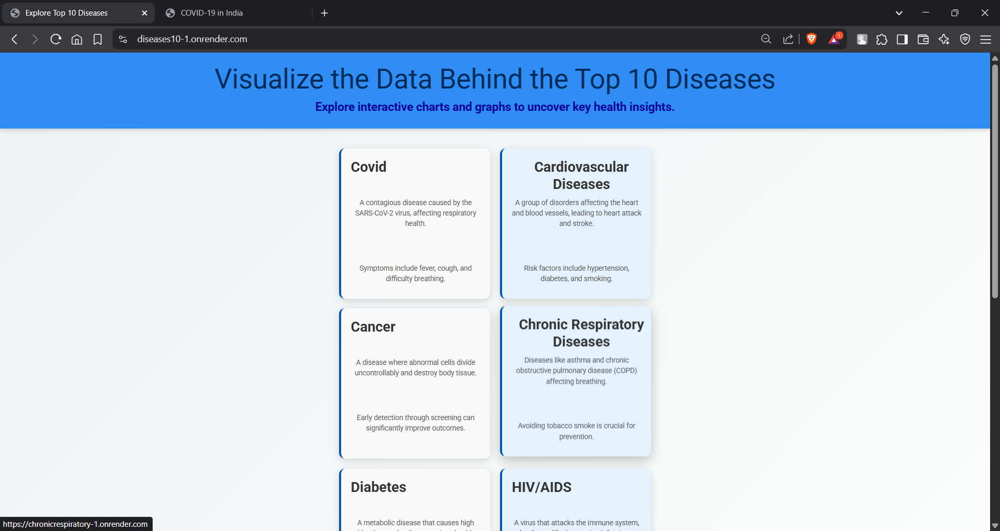 Explore Top 10 Diseases
COVID-19 in India
diseases10-1.onrender.com
1
Visualize the Data Behind the Top 10 Diseases
Explore interactive charts and graphs to uncover key health insights.
Covid
A contagious disease caused by the
SARS-CoV-2 virus, affecting respiratory
health.
Symptoms include fever, cough, and
difficulty breathing.
Cardiovascular
Diseases
A group of disorders affecting the heart
and blood vessels, leading to heart attack
and stroke.
Risk factors include hypertension,
diabetes, and smoking.
Cancer
A disease where abnormal cells divide
uncontrollably and destroy body tissue.
Early detection through screening can
significantly improve outcomes.
Chronic Respiratory
Diseases
Diseases like asthma and chronic
obstructive pulmonary disease (COPD)
affecting breathing.
Avoiding tobacco smoke is crucial for
prevention.
Diabetes
A metabolic disease that causes high
HIV/AIDS
A virus that attacks the immune system,
https://chronicrespiratory-1.onrender.com